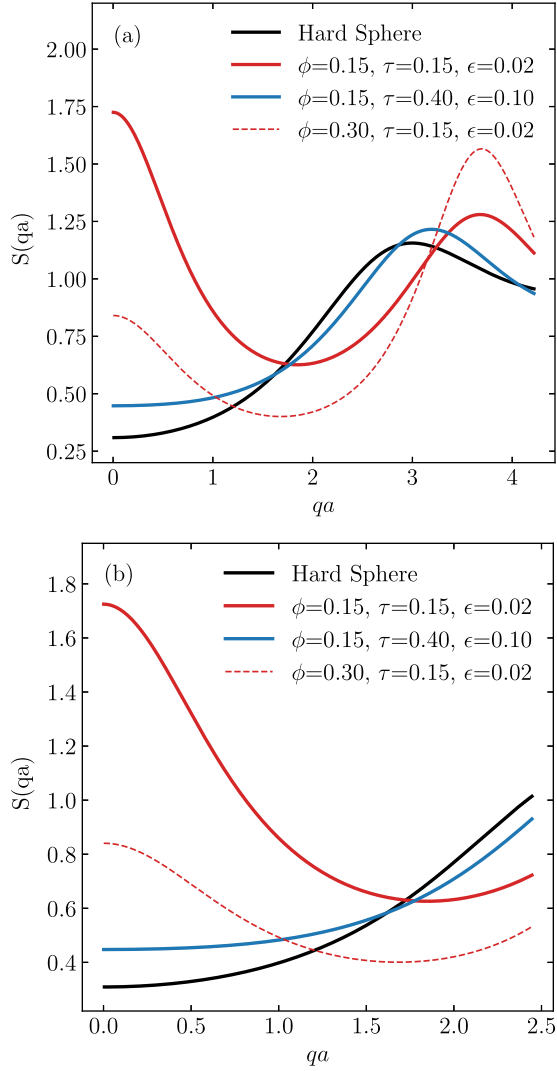 (a)
Hard Sphere
ϕ=0.15, τ=0.15, ϵ=0.02
ϕ=0.15, τ=0.40, ϵ=0.10
ϕ=0.30, τ=0.15, ϵ=0.02
2.00
1.75
1.50
1.25
1.00
0.75
0.50
0.25
S(qa)
0 1 2 3 4
qa
(b)
Hard Sphere
ϕ=0.15, τ=0.15, ϵ=0.02
ϕ=0.15, τ=0.40, ϵ=0.10
ϕ=0.30, τ=0.15, ϵ=0.02
1.8
1.6
1.4
1.2
1.0
0.8
0.6
0.4
S(qa)
0.0 0.5 1.0 1.5 2.0 2.5
qa